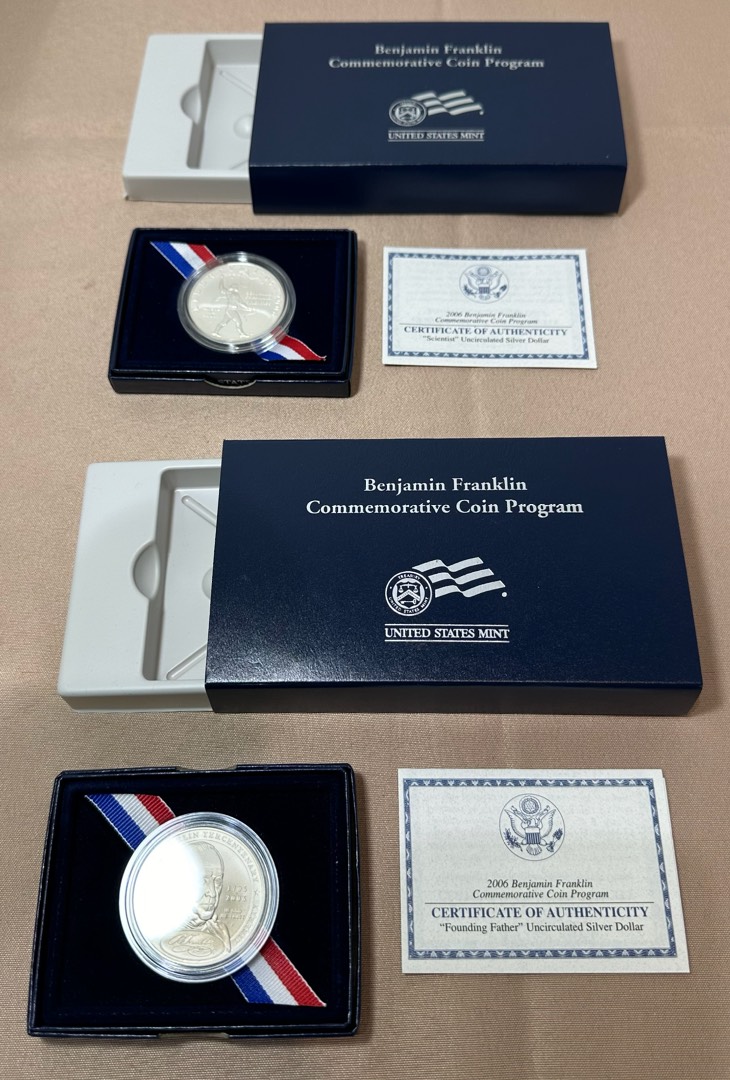 Benjamin Franklin
Commemorative Coin Program
UNITED STATES MINT
2006 Benjamin Franklin
Commemorative Coin Program
CERTIFICATE OF AUTHENTICITY
"Scientist" Uncirculated Silver Dollar
Benjamin Franklin
Commemorative Coin Program
UNITED STATES MINT
TERCENTENARY
2006 Benjamin Franklin
Commemorative Coin Program
CERTIFICATE OF AUTHENTICITY
"Founding Father" Uncirculated Silver Dollar